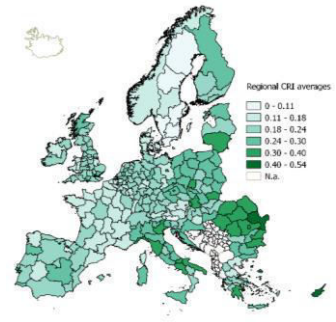 Regional CRI averages
0 - 0.11
0.11 - 0.18
0.18 - 0.24
0.24 - 0.30
0.30 - 0.40
0.40 - 0.54
N.a.